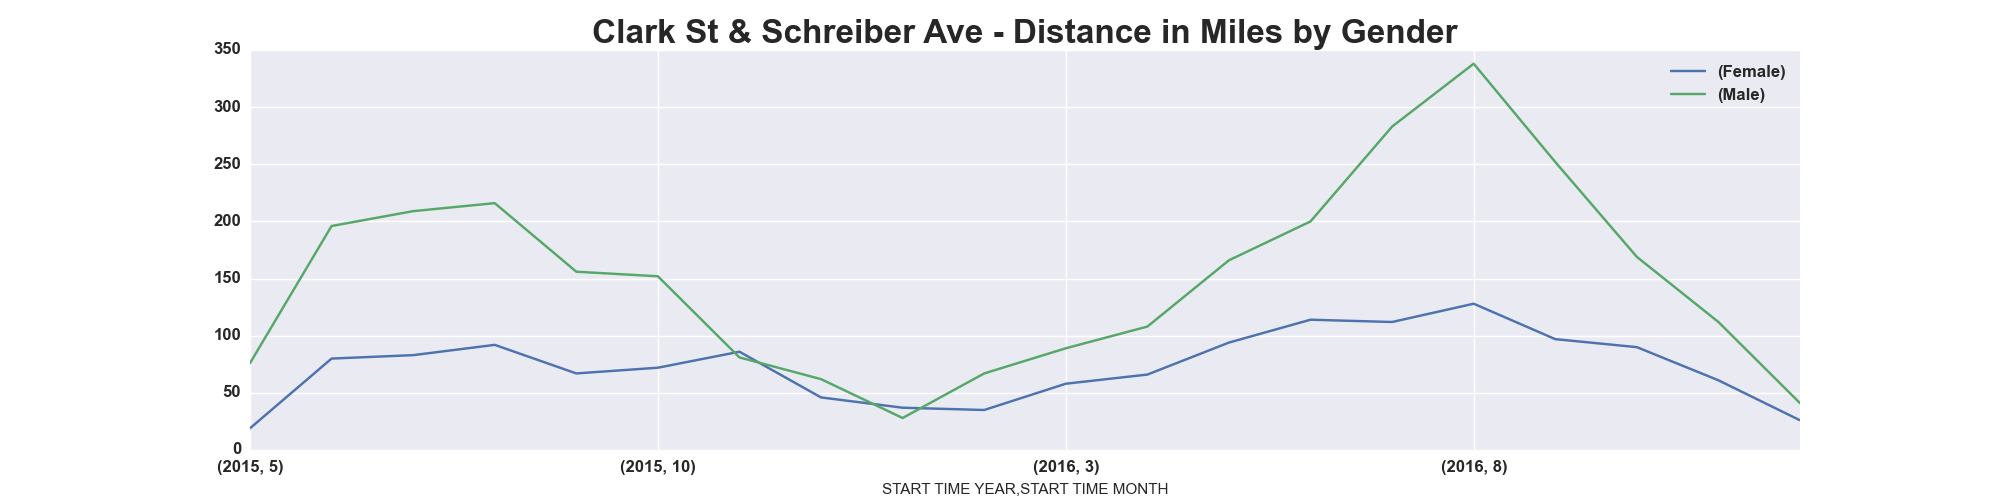 Clark St & Schreiber Ave - Distance in Miles by Gender
350
300
250
200
150
100
50
0
(Female)
(Male)
(2015, 5) (2015, 10) (2016, 3) (2016, 8)
START TIME YEAR,START TIME MONTH